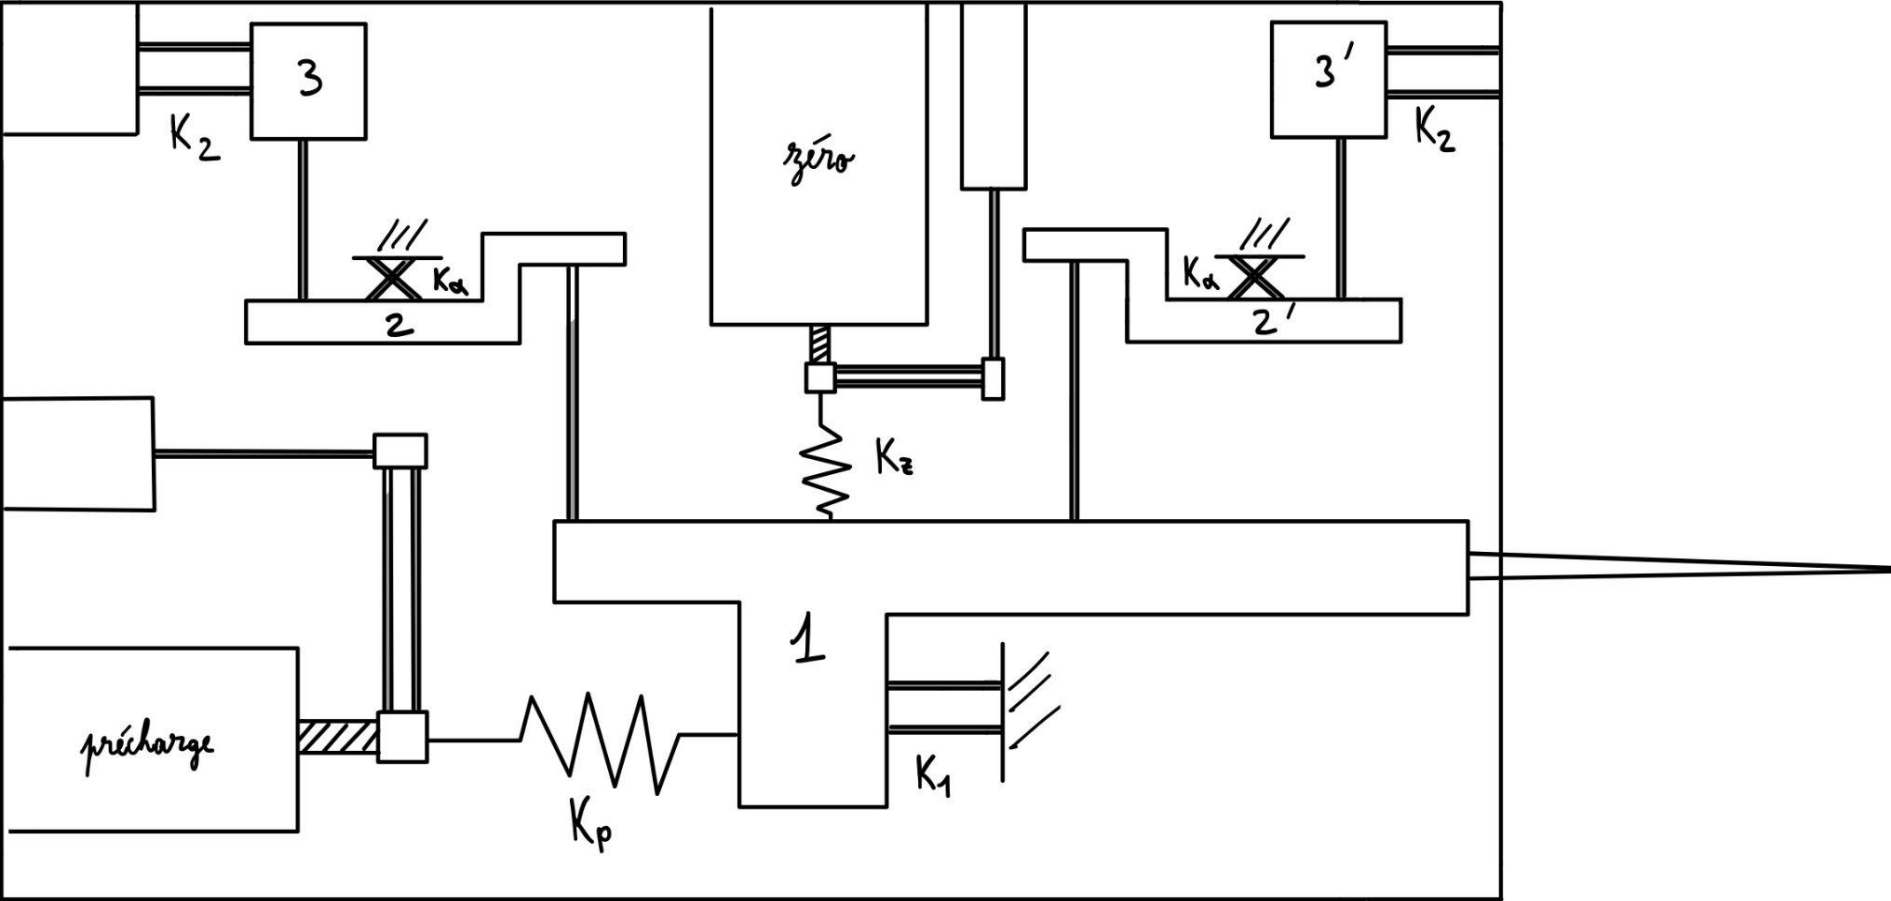 3
K₂
zéro
3'
K₂
Kα
2
Kα
2'
Kz
1
précharge
Kp
K₁